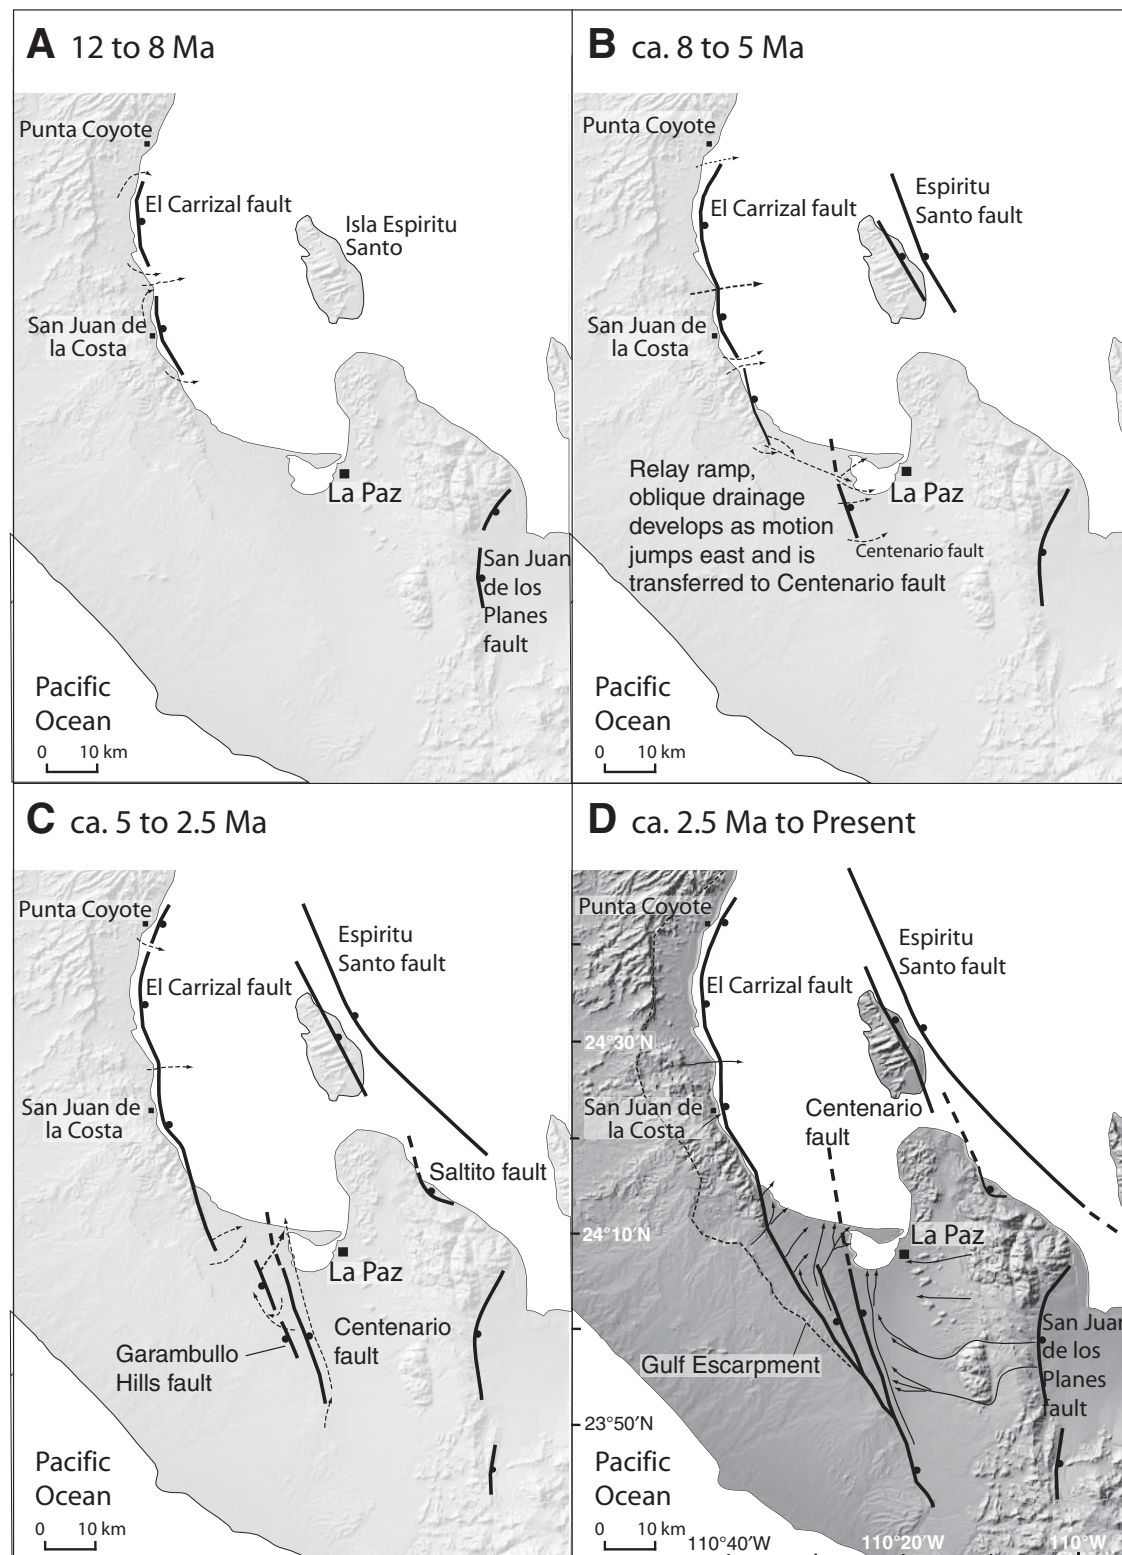 A 12 to 8 Ma
Punta Coyote
El Carrizal fault
Isla Espiritu
Santo
San Juan de
la Costa
La Paz
San Juan
de los
Planes
fault
Pacific
Ocean
0 10 km
B ca. 8 to 5 Ma
Punta Coyote
Espiritu
Santo fault
El Carrizal fault
San Juan de
la Costa
Relay ramp,
oblique drainage
develops as motion
jumps east and is
transferred to Centenario fault
La Paz
Centenario fault
Pacific
Ocean
0 10 km
C ca. 5 to 2.5 Ma
Punta Coyote
Espiritu
Santo fault
El Carrizal fault
San Juan de
la Costa
Saltito fault
La Paz
Centenario
fault
Garambullo
Hills fault
Pacific
Ocean
0 10 km
D ca. 2.5 Ma to Present
Punta Coyote
Espiritu
Santo fault
El Carrizal fault
24°30′N
San Juan de
la Costa
Centenario
fault
24°10′N
La Paz
San Juan
de los
Planes
fault
Gulf Escarpment
23°50′N
Pacific
Ocean
0 10 km
110°40′W
110°20′W
110°W